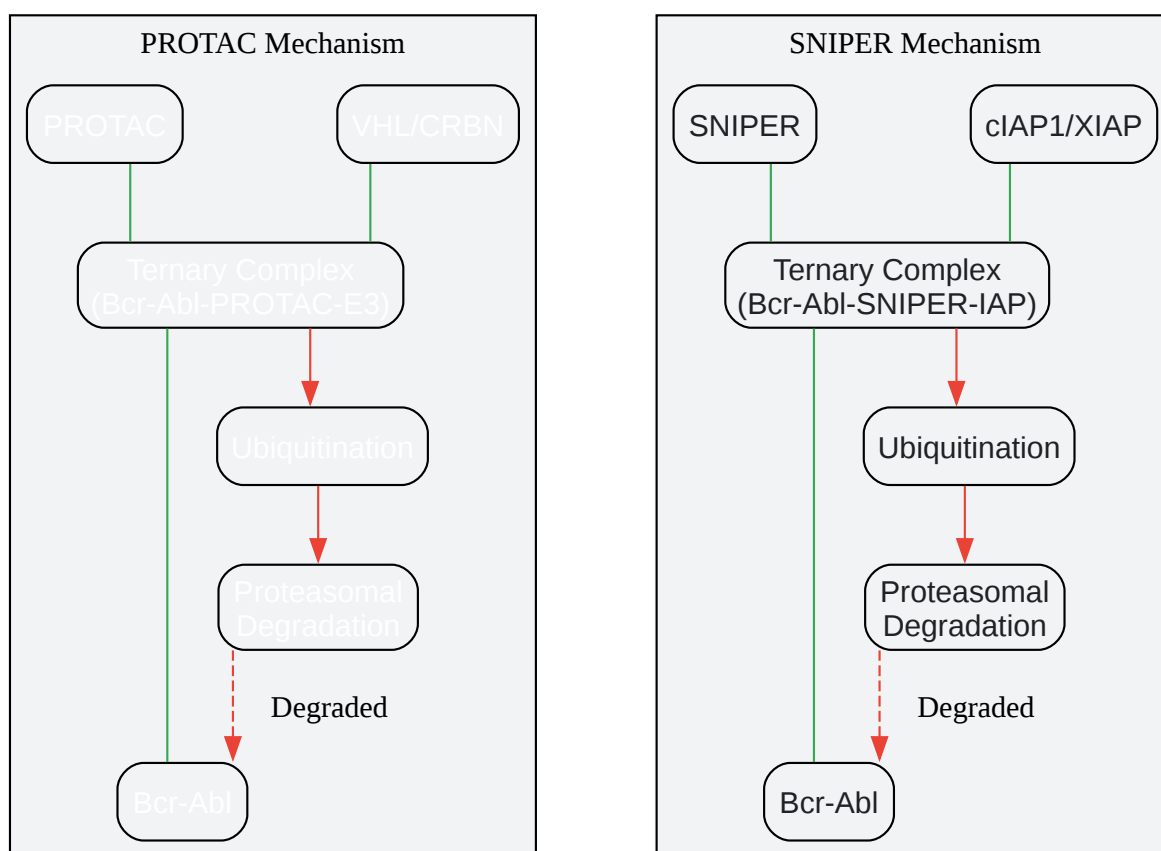 PROTAC Mechanism
PROTAC
VHL/CRBN
Ternary Complex
(Bcr-Abl-PROTAC-E3)
Ubiquitination
Proteasomal
Degradation
Degraded
Bcr-Abl
SNIPER Mechanism
SNIPER
cIAP1/XIAP
Ternary Complex
(Bcr-Abl-SNIPER-IAP)
Ubiquitination
Proteasomal
Degradation
Degraded
Bcr-Abl